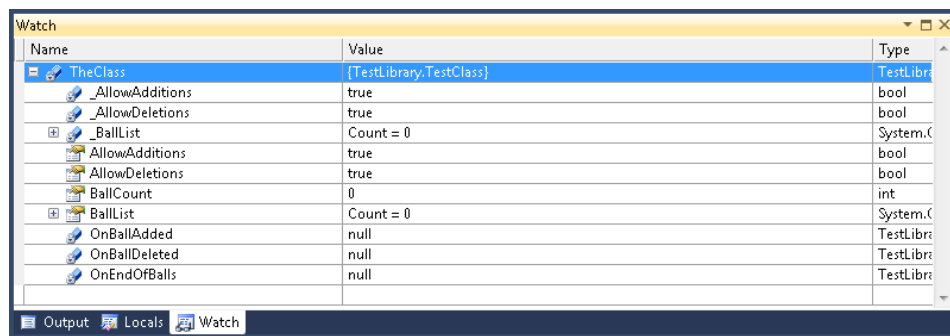 Watch
Name Value Type
TheClass {TestLibrary.TestClass} TestLibra
_AllowAdditions true bool
_AllowDeletions true bool
_BallList Count = 0 System.C
AllowAdditions true bool
AllowDeletions true bool
BallCount 0 int
BallList Count = 0 System.C
OnBallAdded null TestLibra
OnBallDeleted null TestLibra
OnEndOfBalls null TestLibra
Output Locals Watch